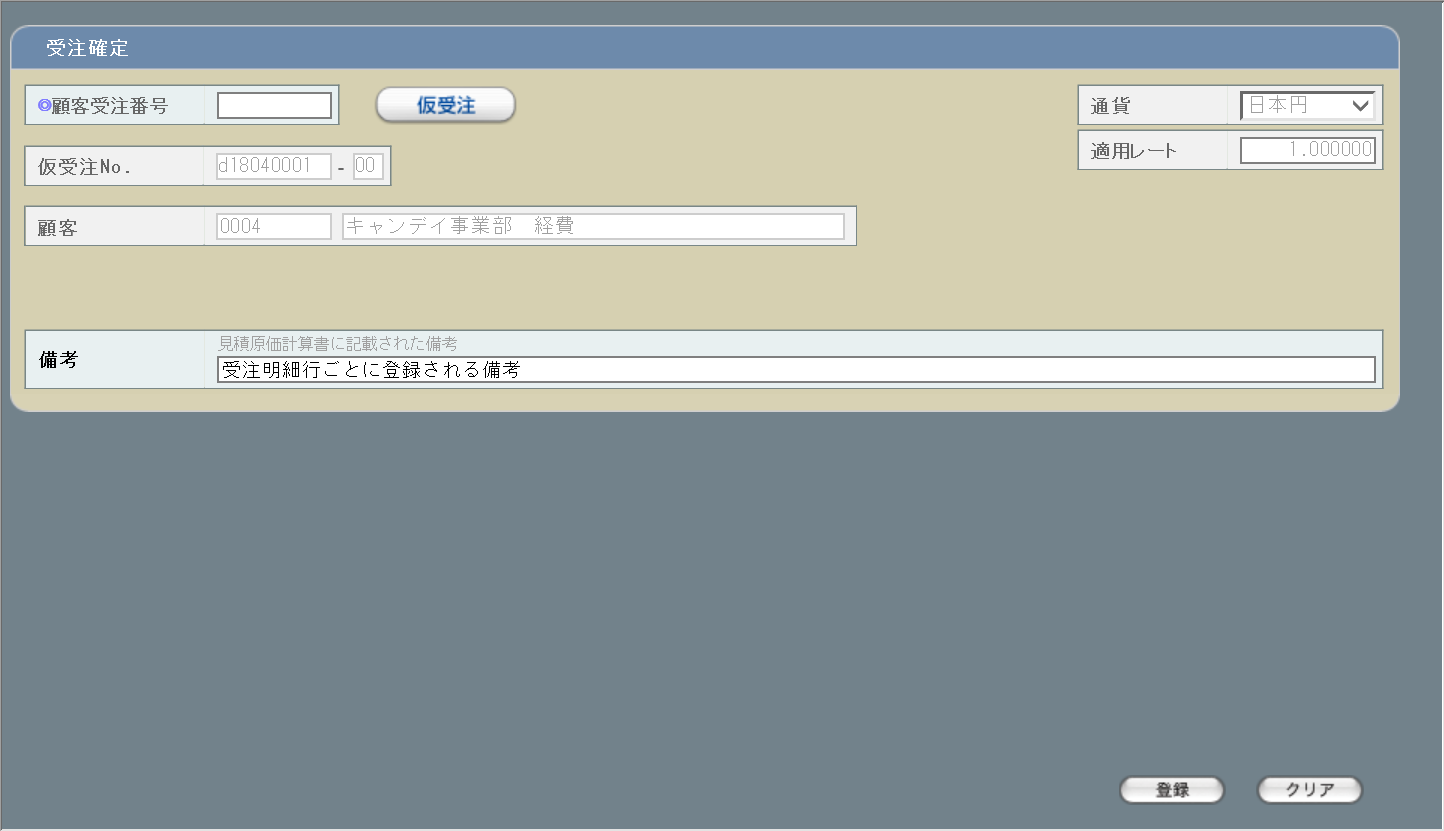 受注確定
◎顧客受注番号
仮受注
通貨 日本円
仮受注No. d18040001 - 00
適用レート 1.000000
顧客 0004 キャンデイ事業部　経費
見積原価計算書に記載された備考
備考
受注明細行ごとに登録される備考
登録 クリア